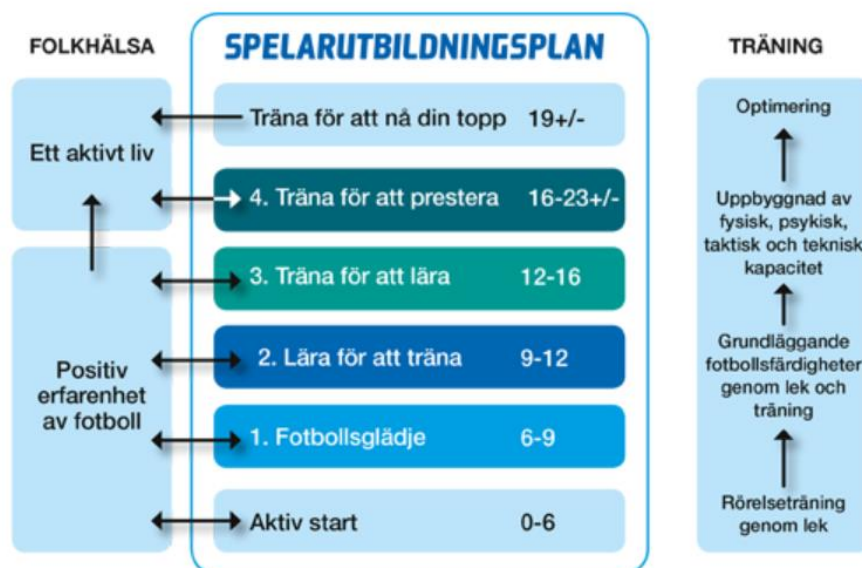 FOLKHÄLSA
Ett aktivt liv
Positiv
erfarenhet
av fotboll
SPELARUTBILDNINGSPLAN
Träna för att nå din topp 19+/-
4. Träna för att prestera 16-23+/-
3. Träna för att lära 12-16
2. Lära för att träna 9-12
1. Fotbollsglädje 6-9
Aktiv start 0-6
TRÄNING
Optimering
Uppbyggnad av
fysisk, psykisk,
taktisk och teknisk
kapacitet
Grundläggande
fotbollsfärdigheter
genom lek och
träning
Rörelseträning
genom lek